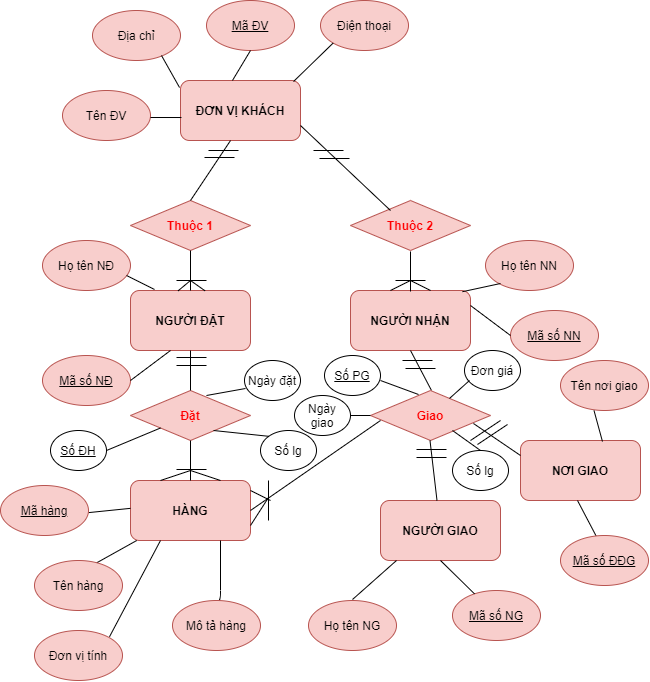 Mã ĐV
Điện thoại
Địa chỉ
ĐƠN VỊ KHÁCH
Tên ĐV
Thuộc 1
Thuộc 2
Họ tên NĐ
Họ tên NN
NGƯỜI ĐẶT
NGƯỜI NHẬN
Mã số NN
Mã số NĐ
Ngày đặt
Số PG
Đơn giá
Tên nơi giao
Đặt
Ngày
giao
Giao
Số ĐH
Số lg
Số lg
NƠI GIAO
Mã hàng
HÀNG
NGƯỜI GIAO
Mã số ĐĐG
Tên hàng
Mô tả hàng
Họ tên NG
Mã số NG
Đơn vị tính